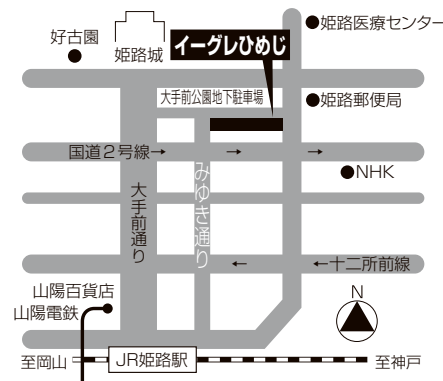 好古園
姫路城
イーグレひめじ
姫路医療センター
大手前公園地下駐車場
姫路郵便局
国道2号線→
→
→
みゆき通り
大手前通り
NHK
←
←十二所前線
山陽百貨店
山陽電鉄
N
至岡山
JR姫路駅
至神戸